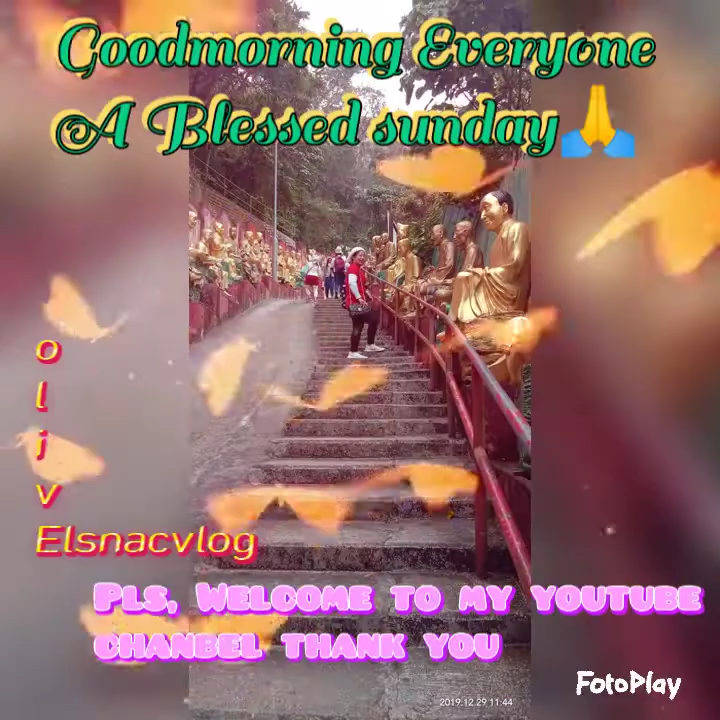 Goodmorning Everyone
A Blessed sunday🙏
o
l
i
v
Elsnacvlog
Pls, Welcome to my youtube
chanbel thank you
FotoPlay
2019.12.29 11:44